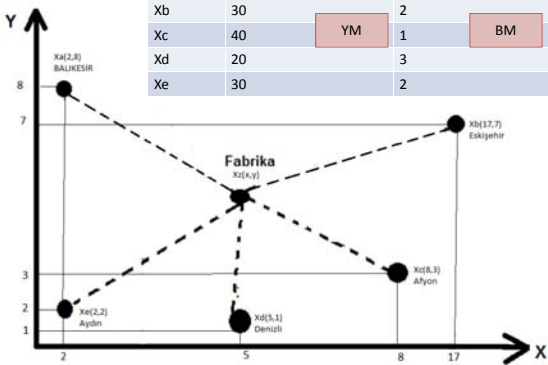 Xb 30 2
Xc 40 YM 1 BM
Xd 20 3
Xe 30 2
Y
Xa(2,8)
BALIKESİR
8
7
Xb(17,7)
Eskişehir
Fabrika
Xz(x,y)
3
Xc(8,3)
Afyon
2
Xe(2,2)
Aydın
1
Xd(5,1)
Denizli
2 5 8 17
X